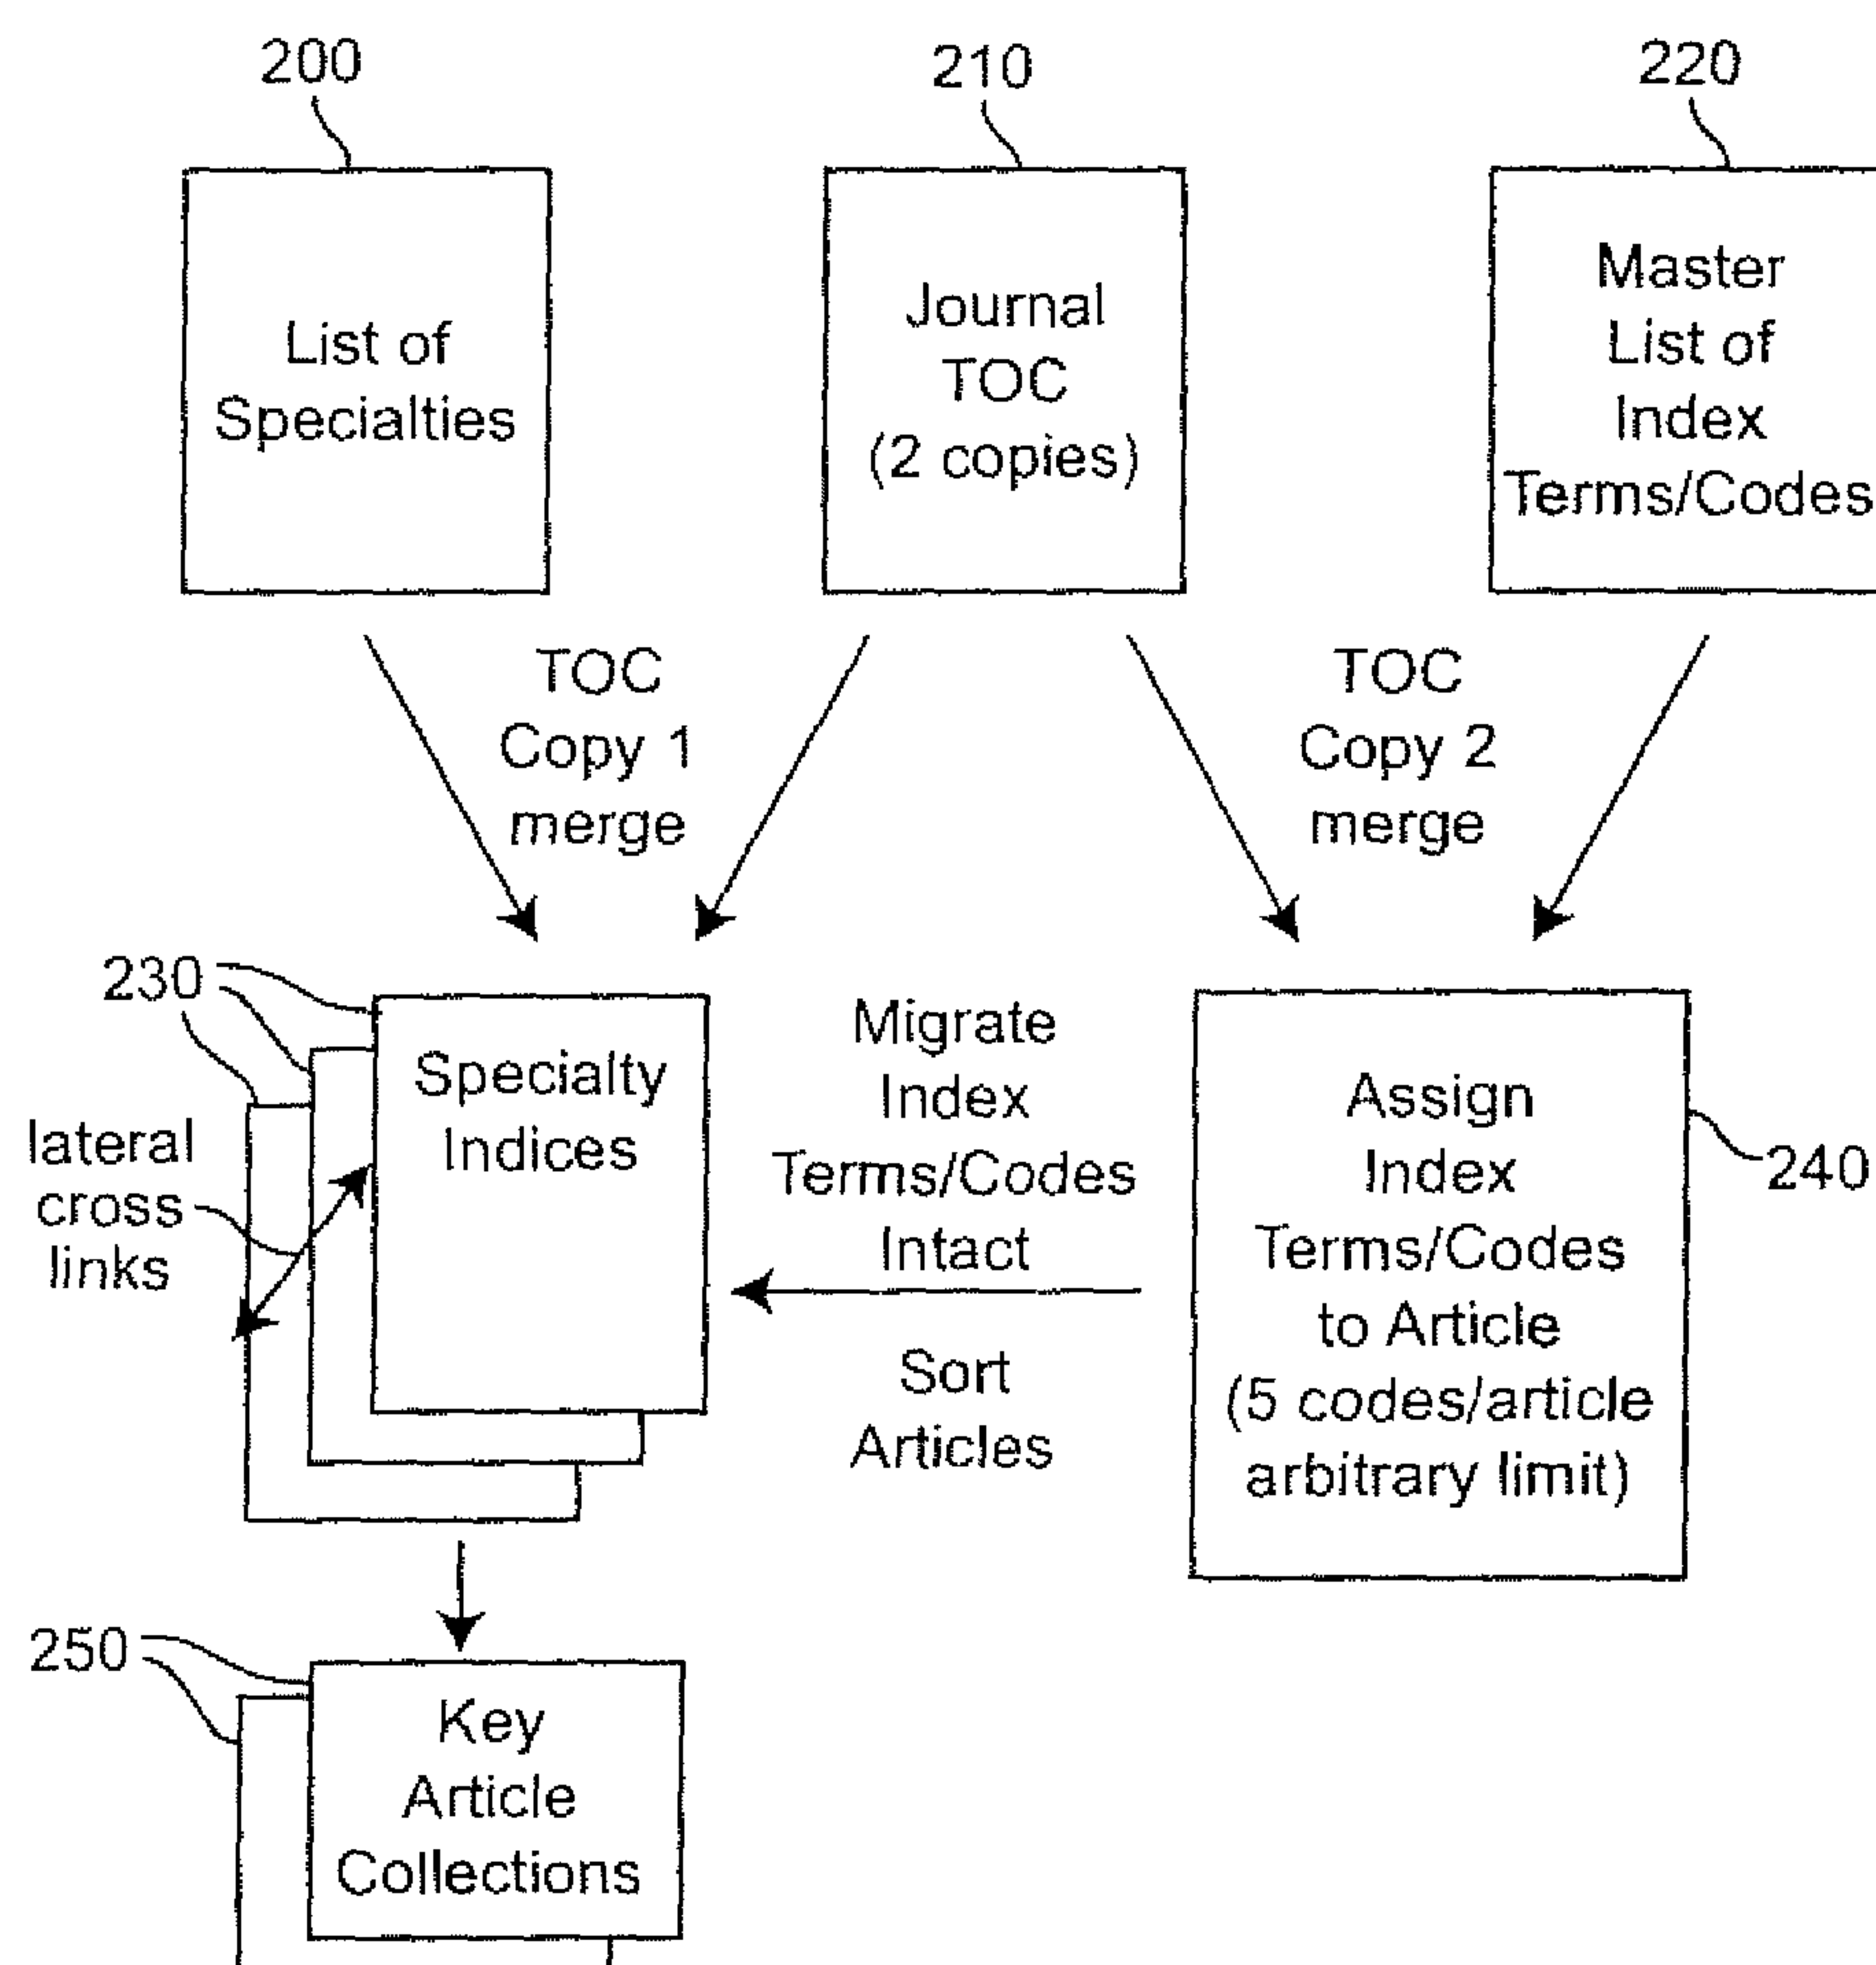 200
210
220
List of
Specialties
Journal
TOC
(2 copies)
Master
List of
Index
Terms/Codes
TOC
Copy 1
merge
TOC
Copy 2
merge
230
Specialty
Indices
lateral
cross
links
Migrate
Index
Terms/Codes
Intact
Sort
Articles
Assign
Index
Terms/Codes
to Article
(5 codes/article
arbitrary limit)
240
250
Key
Article
Collections